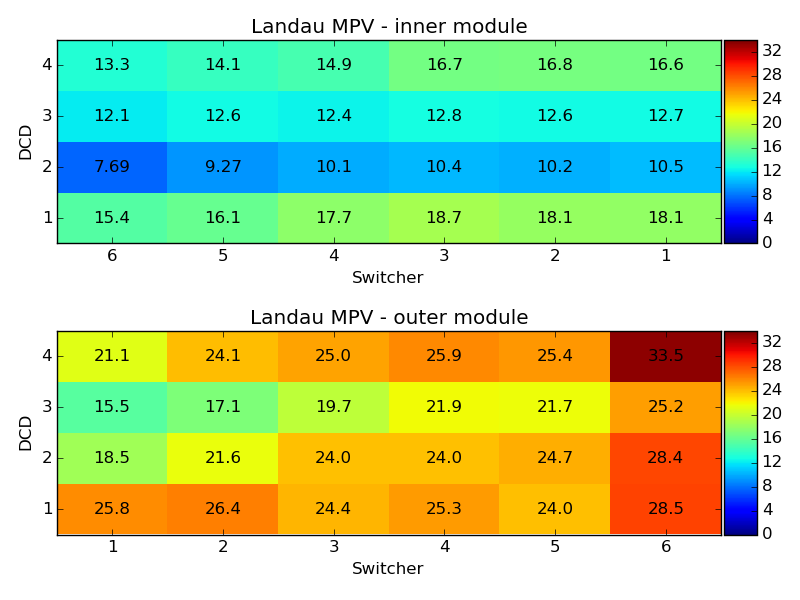 Landau MPV - inner module
DCD
4 13.3 14.1 14.9 16.7 16.8 16.6
3 12.1 12.6 12.4 12.8 12.6 12.7
2 7.69 9.27 10.1 10.4 10.2 10.5
1 15.4 16.1 17.7 18.7 18.1 18.1
6 5 4 3 2 1
Switcher
32
28
24
20
16
12
8
4
0
Landau MPV - outer module
DCD
4 21.1 24.1 25.0 25.9 25.4 33.5
3 15.5 17.1 19.7 21.9 21.7 25.2
2 18.5 21.6 24.0 24.0 24.7 28.4
1 25.8 26.4 24.4 25.3 24.0 28.5
1 2 3 4 5 6
Switcher
32
28
24
20
16
12
8
4
0